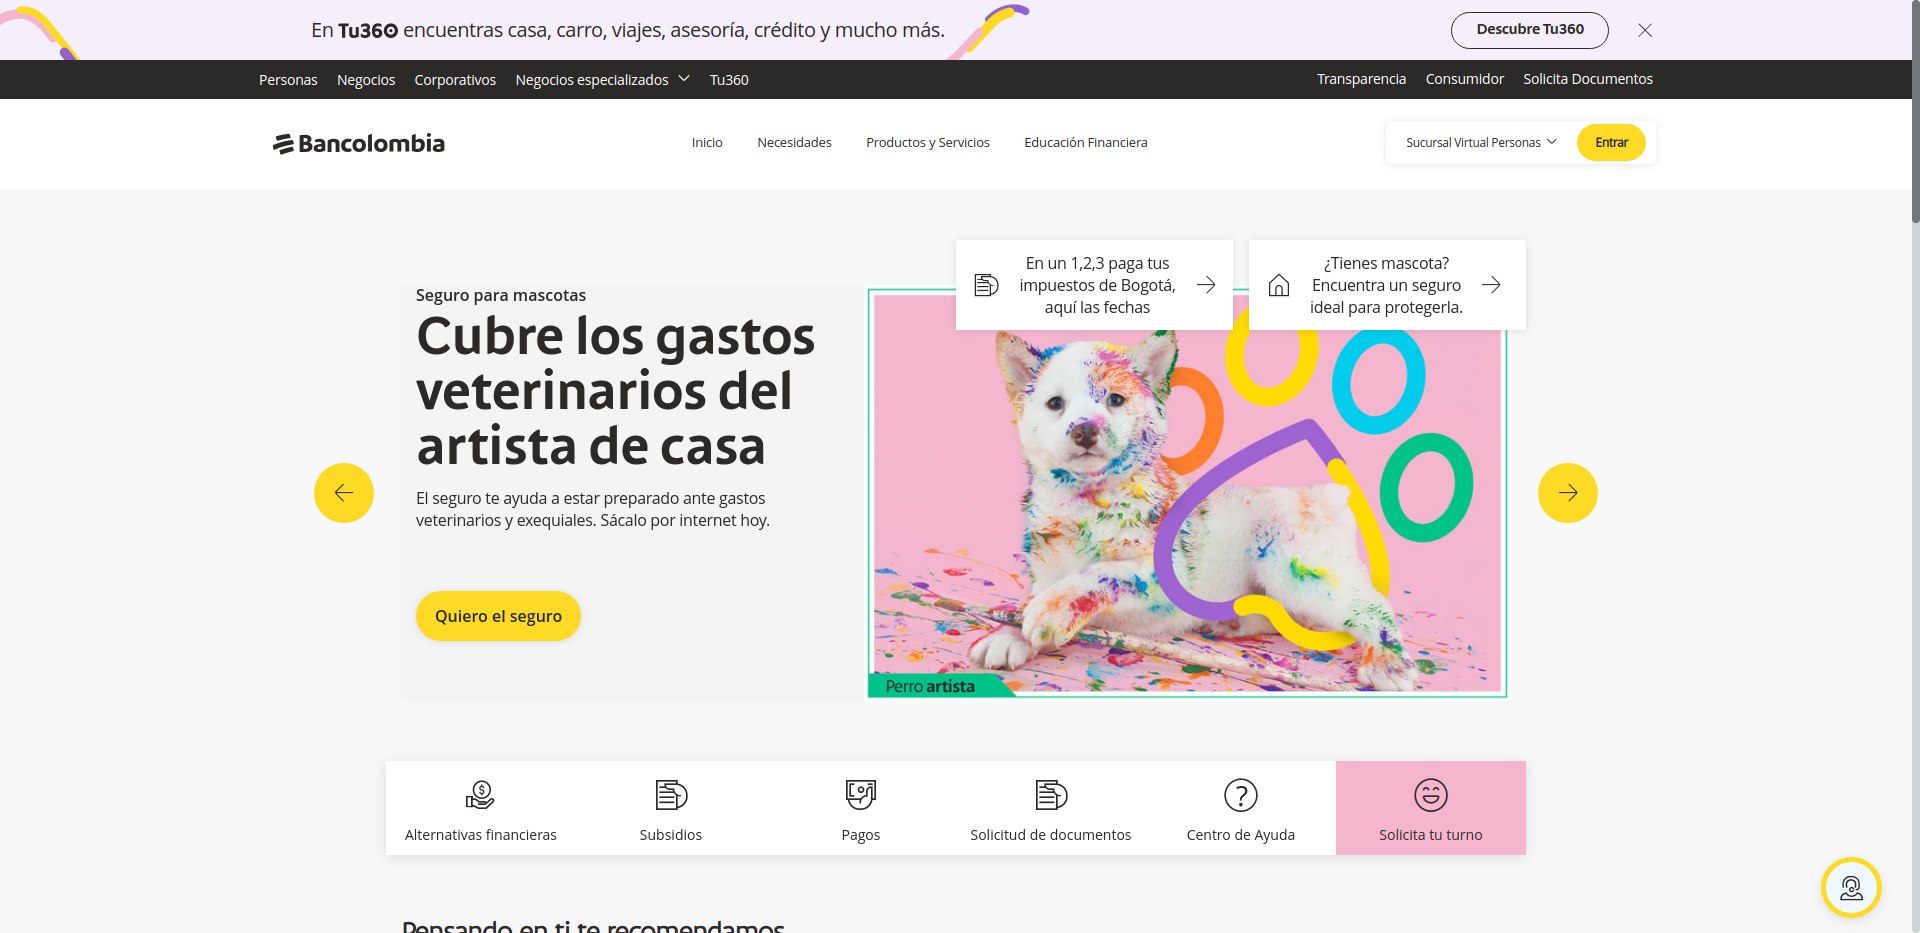 En Tu360 encuentras casa, carro, viajes, asesoría, crédito y mucho más.
Descubre Tu360
Personas
Negocios
Corporativos
Negocios especializados
Tu360
Transparencia
Consumidor
Solicita Documentos
Bancolombia
Inicio
Necesidades
Productos y Servicios
Educación Financiera
Sucursal Virtual Personas
Entrar
En un 1,2,3 paga tus
impuestos de Bogotá,
aquí las fechas
¿Tienes mascota?
Encuentra un seguro
ideal para protegerla.
Seguro para mascotas
Cubre los gastos
veterinarios del
artista de casa
El seguro te ayuda a estar preparado ante gastos
veterinarios y exequiales. Sácalo por internet hoy.
Quiero el seguro
Perro artista
Alternativas financieras
Subsidios
Pagos
Solicitud de documentos
Centro de Ayuda
Solicita tu turno
Pensando en ti te recomendamos